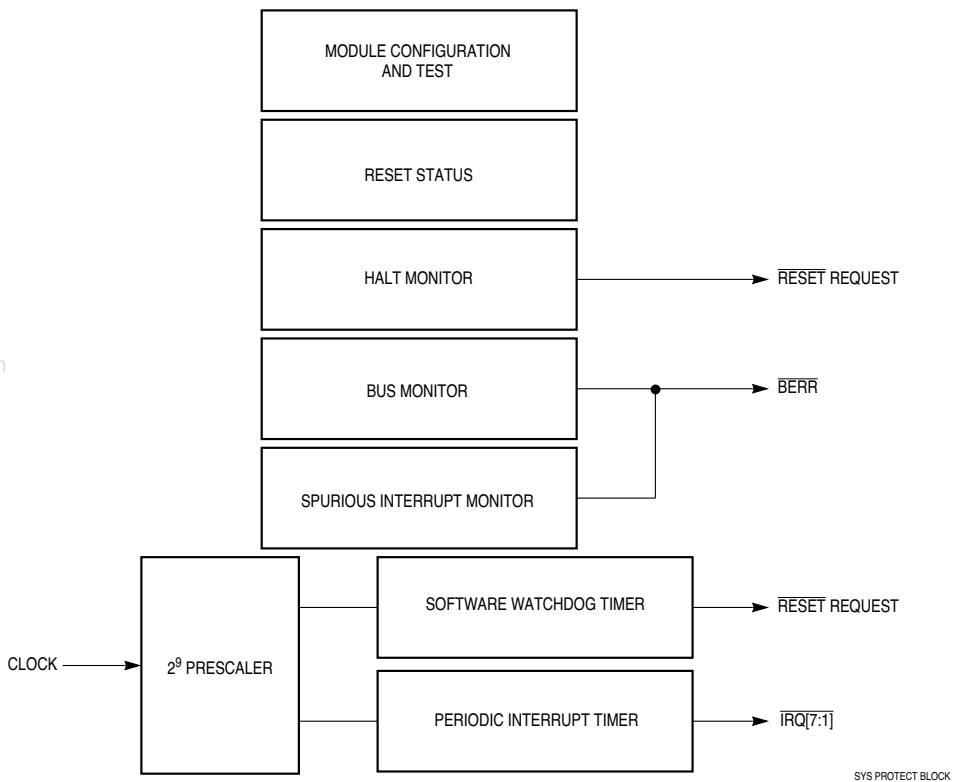 MODULE CONFIGURATION
AND TEST
RESET STATUS
HALT MONITOR
RESET REQUEST
BUS MONITOR
BERR
SPURIOUS INTERRUPT MONITOR
SOFTWARE WATCHDOG TIMER
RESET REQUEST
CLOCK
2⁹ PRESCALER
PERIODIC INTERRUPT TIMER
IRQ[7:1]
SYS PROTECT BLOCK